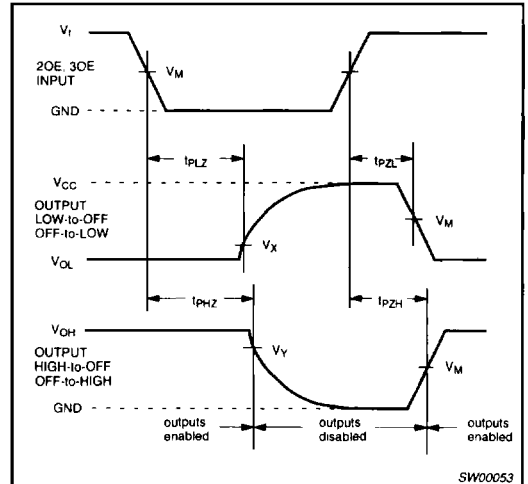 VI
2OE, 3OE
INPUT
VM
GND
tPLZ
tPZL
VCC
OUTPUT
LOW-to-OFF
OFF-to-LOW
VM
VX
VOL
tPHZ
tPZH
VOH
OUTPUT
HIGH-to-OFF
OFF-to-HIGH
VY
VM
GND
outputs
enabled
outputs
disabled
outputs
enabled
SW00053